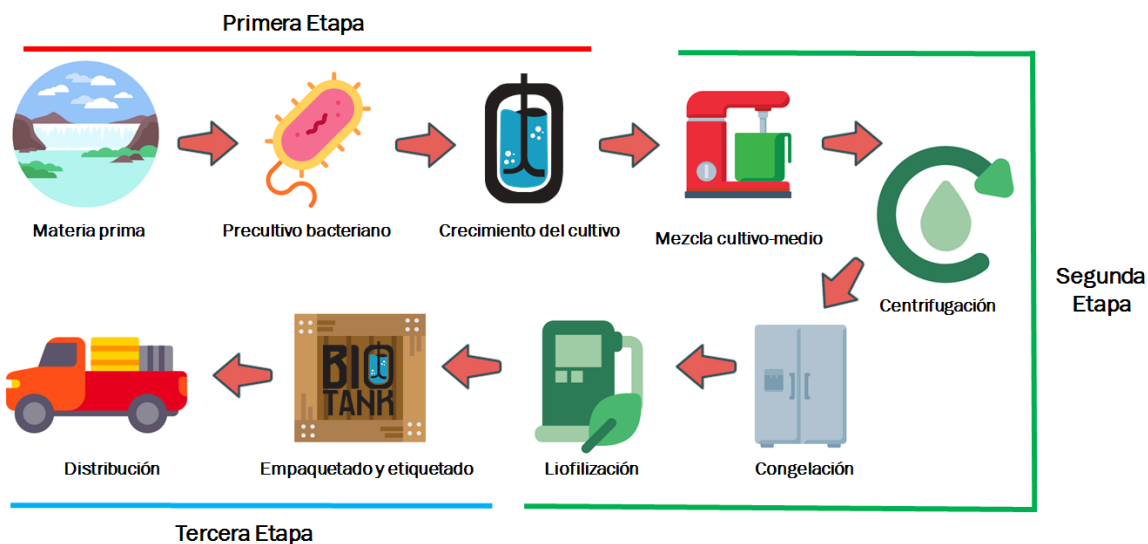 Primera Etapa
Materia prima
Precultivo bacteriano
Crecimiento del cultivo
Mezcla cultivo-medio
Centrifugación
Segunda
Etapa
BIO
TANK
Distribución
Empaquetado y etiquetado
Liofilización
Congelación
Tercera Etapa